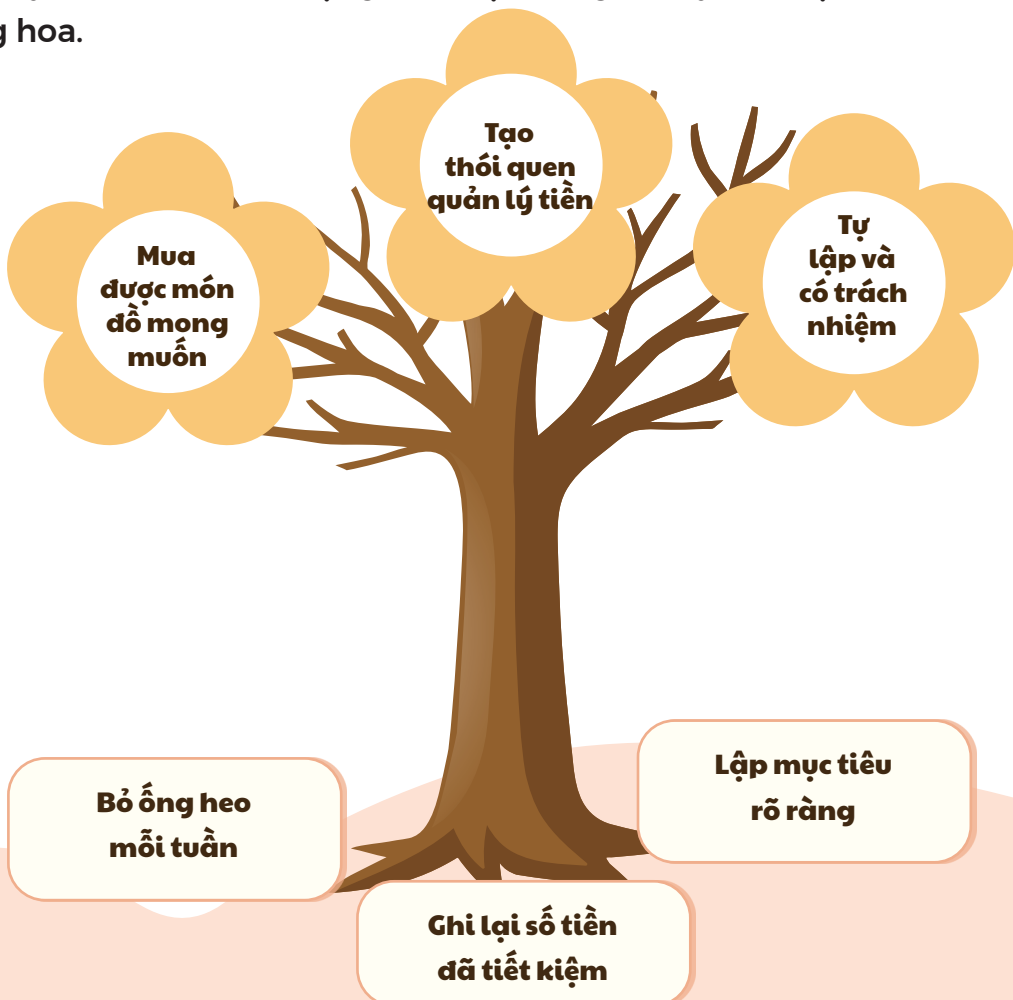 hoa.
Tạo
thói quen
quản lý tiền
Mua
được món
đồ mong
muốn
Tự
lập và
có trách
nhiệm
Bỏ ống heo
mỗi tuần
Lập mục tiêu
rõ ràng
Ghi lại số tiền
đã tiết kiệm